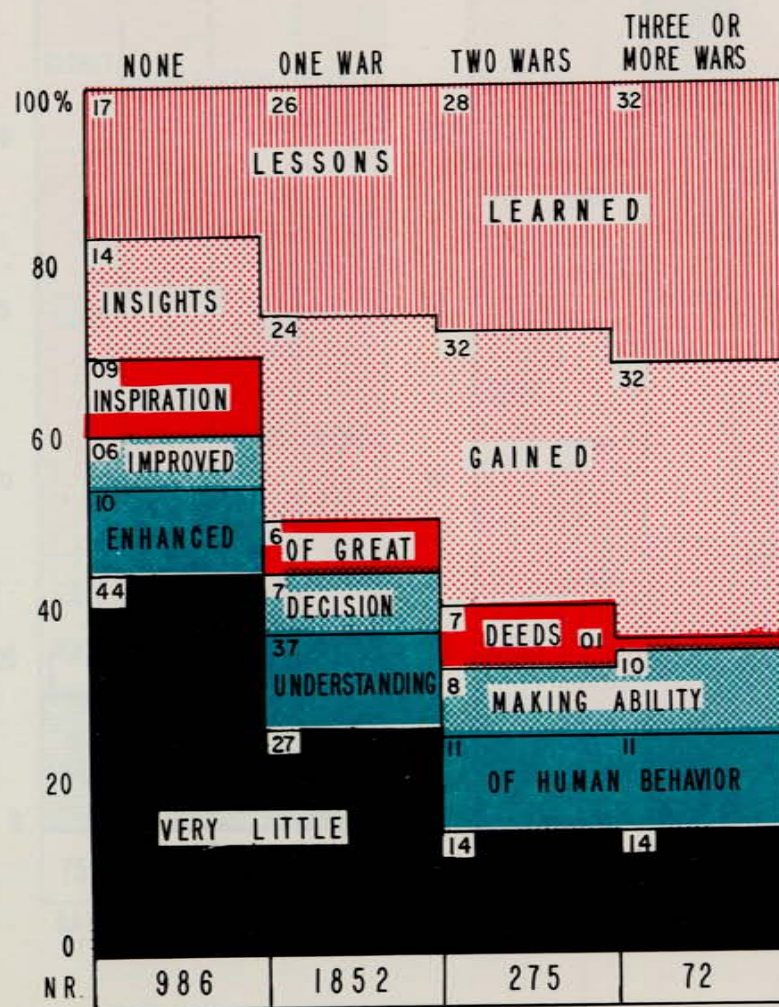 NONE ONE WAR TWO WARS THREE OR MORE WARS
100% 17 26 28 32
LESSONS
LEARNED
80 14
INSIGHTS 24 32 32
09
INSPIRATION
60 GAINED
06 IMPROVED
10
ENHANCED 6 OF GREAT
44
40 7 DECISION 7 DEEDS 01
37 8 10
UNDERSTANDING MAKING ABILITY
27 11 11
20 OF HUMAN BEHAVIOR
VERY LITTLE 14 14
0
NR. 986 1852 275 72